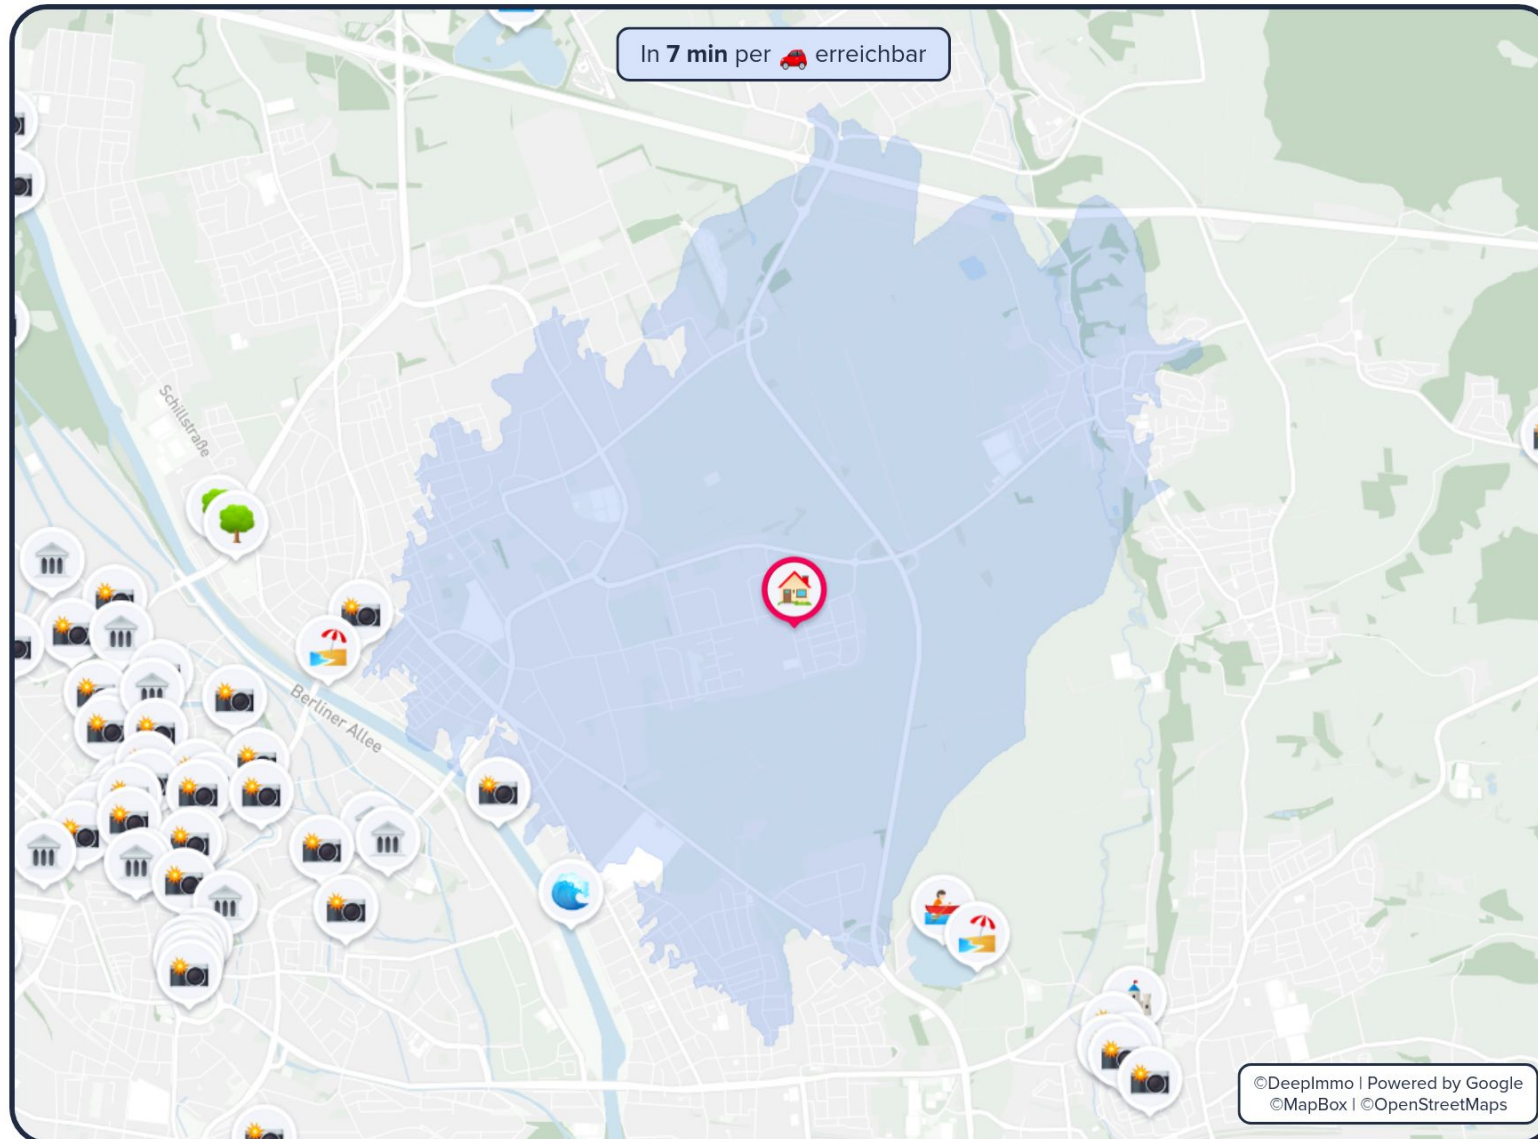 In 7 min per erreichbar
Schillstraße
Berliner Allee
©DeepImmo | Powered by Google
©MapBox | ©OpenStreetMaps